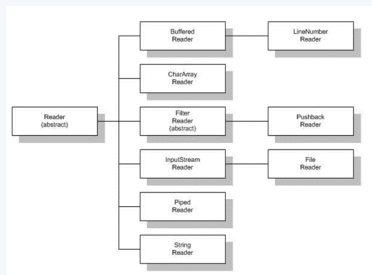 Buffered
Reader
LineNumber
Reader
CharArray
Reader
Reader
(abstract)
Filter
Reader
(abstract)
Pushback
Reader
InputStream
Reader
File
Reader
Piped
Reader
String
Reader